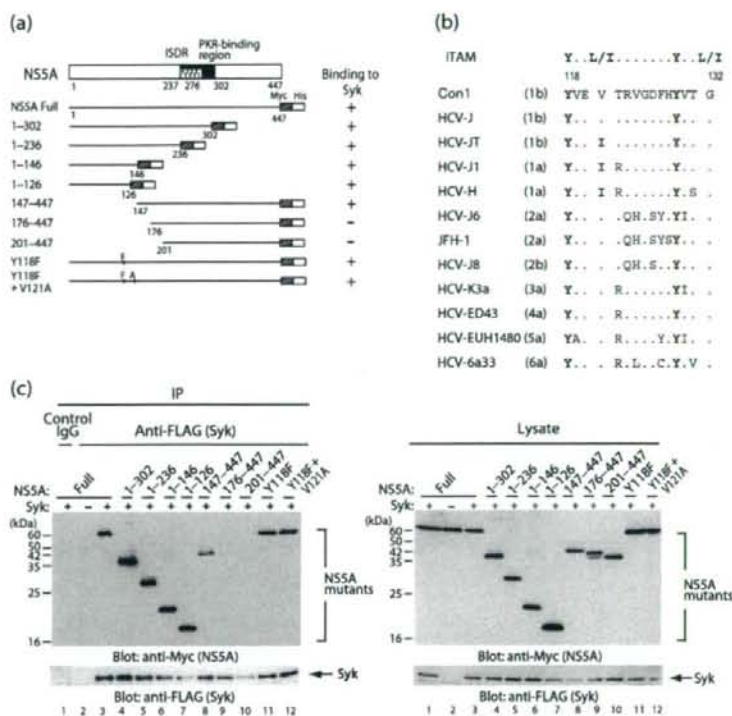 (a)
ISDR
PKR-binding
region
NS5A
1
237 276 302 447
Binding to
Syk
Myc His
NS5A Full
1
447
+
1–302
302
+
1–236
236
+
1–146
146
+
1–126
126
+
147–447
147
+
176–447
176
–
201–447
201
–
Y118F
F
+
Y118F
+ V121A
F A
+
(b)
ITAM Y..L/I.......Y..L/I
118 132
Con1 (1b) YVE V TRVGDFHYVT G
HCV-J (1b) Y.. . .......Y.. .
HCV-JT (1b) Y.. I .......Y.. .
HCV-J1 (1a) Y.. I R......Y.. .
HCV-H (1a) Y.. I R......Y.S .
HCV-J6 (2a) Y.. . .QH.SYYI. .
JFH-1 (2a) Y.. . .QH.SYSY.. .
HCV-J8 (2b) Y.. . .QH.S.Y.. .
HCV-K3a (3a) Y.. . R......YI. .
HCV-ED43 (4a) Y.. . R......Y.. .
HCV-EUH1480 (5a) YA. . R....Y.YI. .
HCV-6a33 (6a) Y.. . R.L..C.Y.V .
(c)
IP
Control
IgG
Anti-FLAG (Syk)
Full
NS5A:
1–302
1–236
1–146
1–126
147–447
176–447
201–447
Y118F
Y118F+
V121A
Syk: + – + + + + + + + + + +
(kDa)
60
50
42
35
25
16
NS5A
mutants
Blot: anti-Myc (NS5A)
Syk
Blot: anti-FLAG (Syk)
1 2 3 4 5 6 7 8 9 10 11 12
Lysate
Full
NS5A:
1–302
1–236
1–146
1–126
147–447
176–447
201–447
Y118F
Y118F+
V121A
Syk: + – + + + + + + + + + +
(kDa)
60
50
42
35
25
16
NS5A
mutants
Blot: anti-Myc (NS5A)
Syk
Blot: anti-FLAG (Syk)
1 2 3 4 5 6 7 8 9 10 11 12